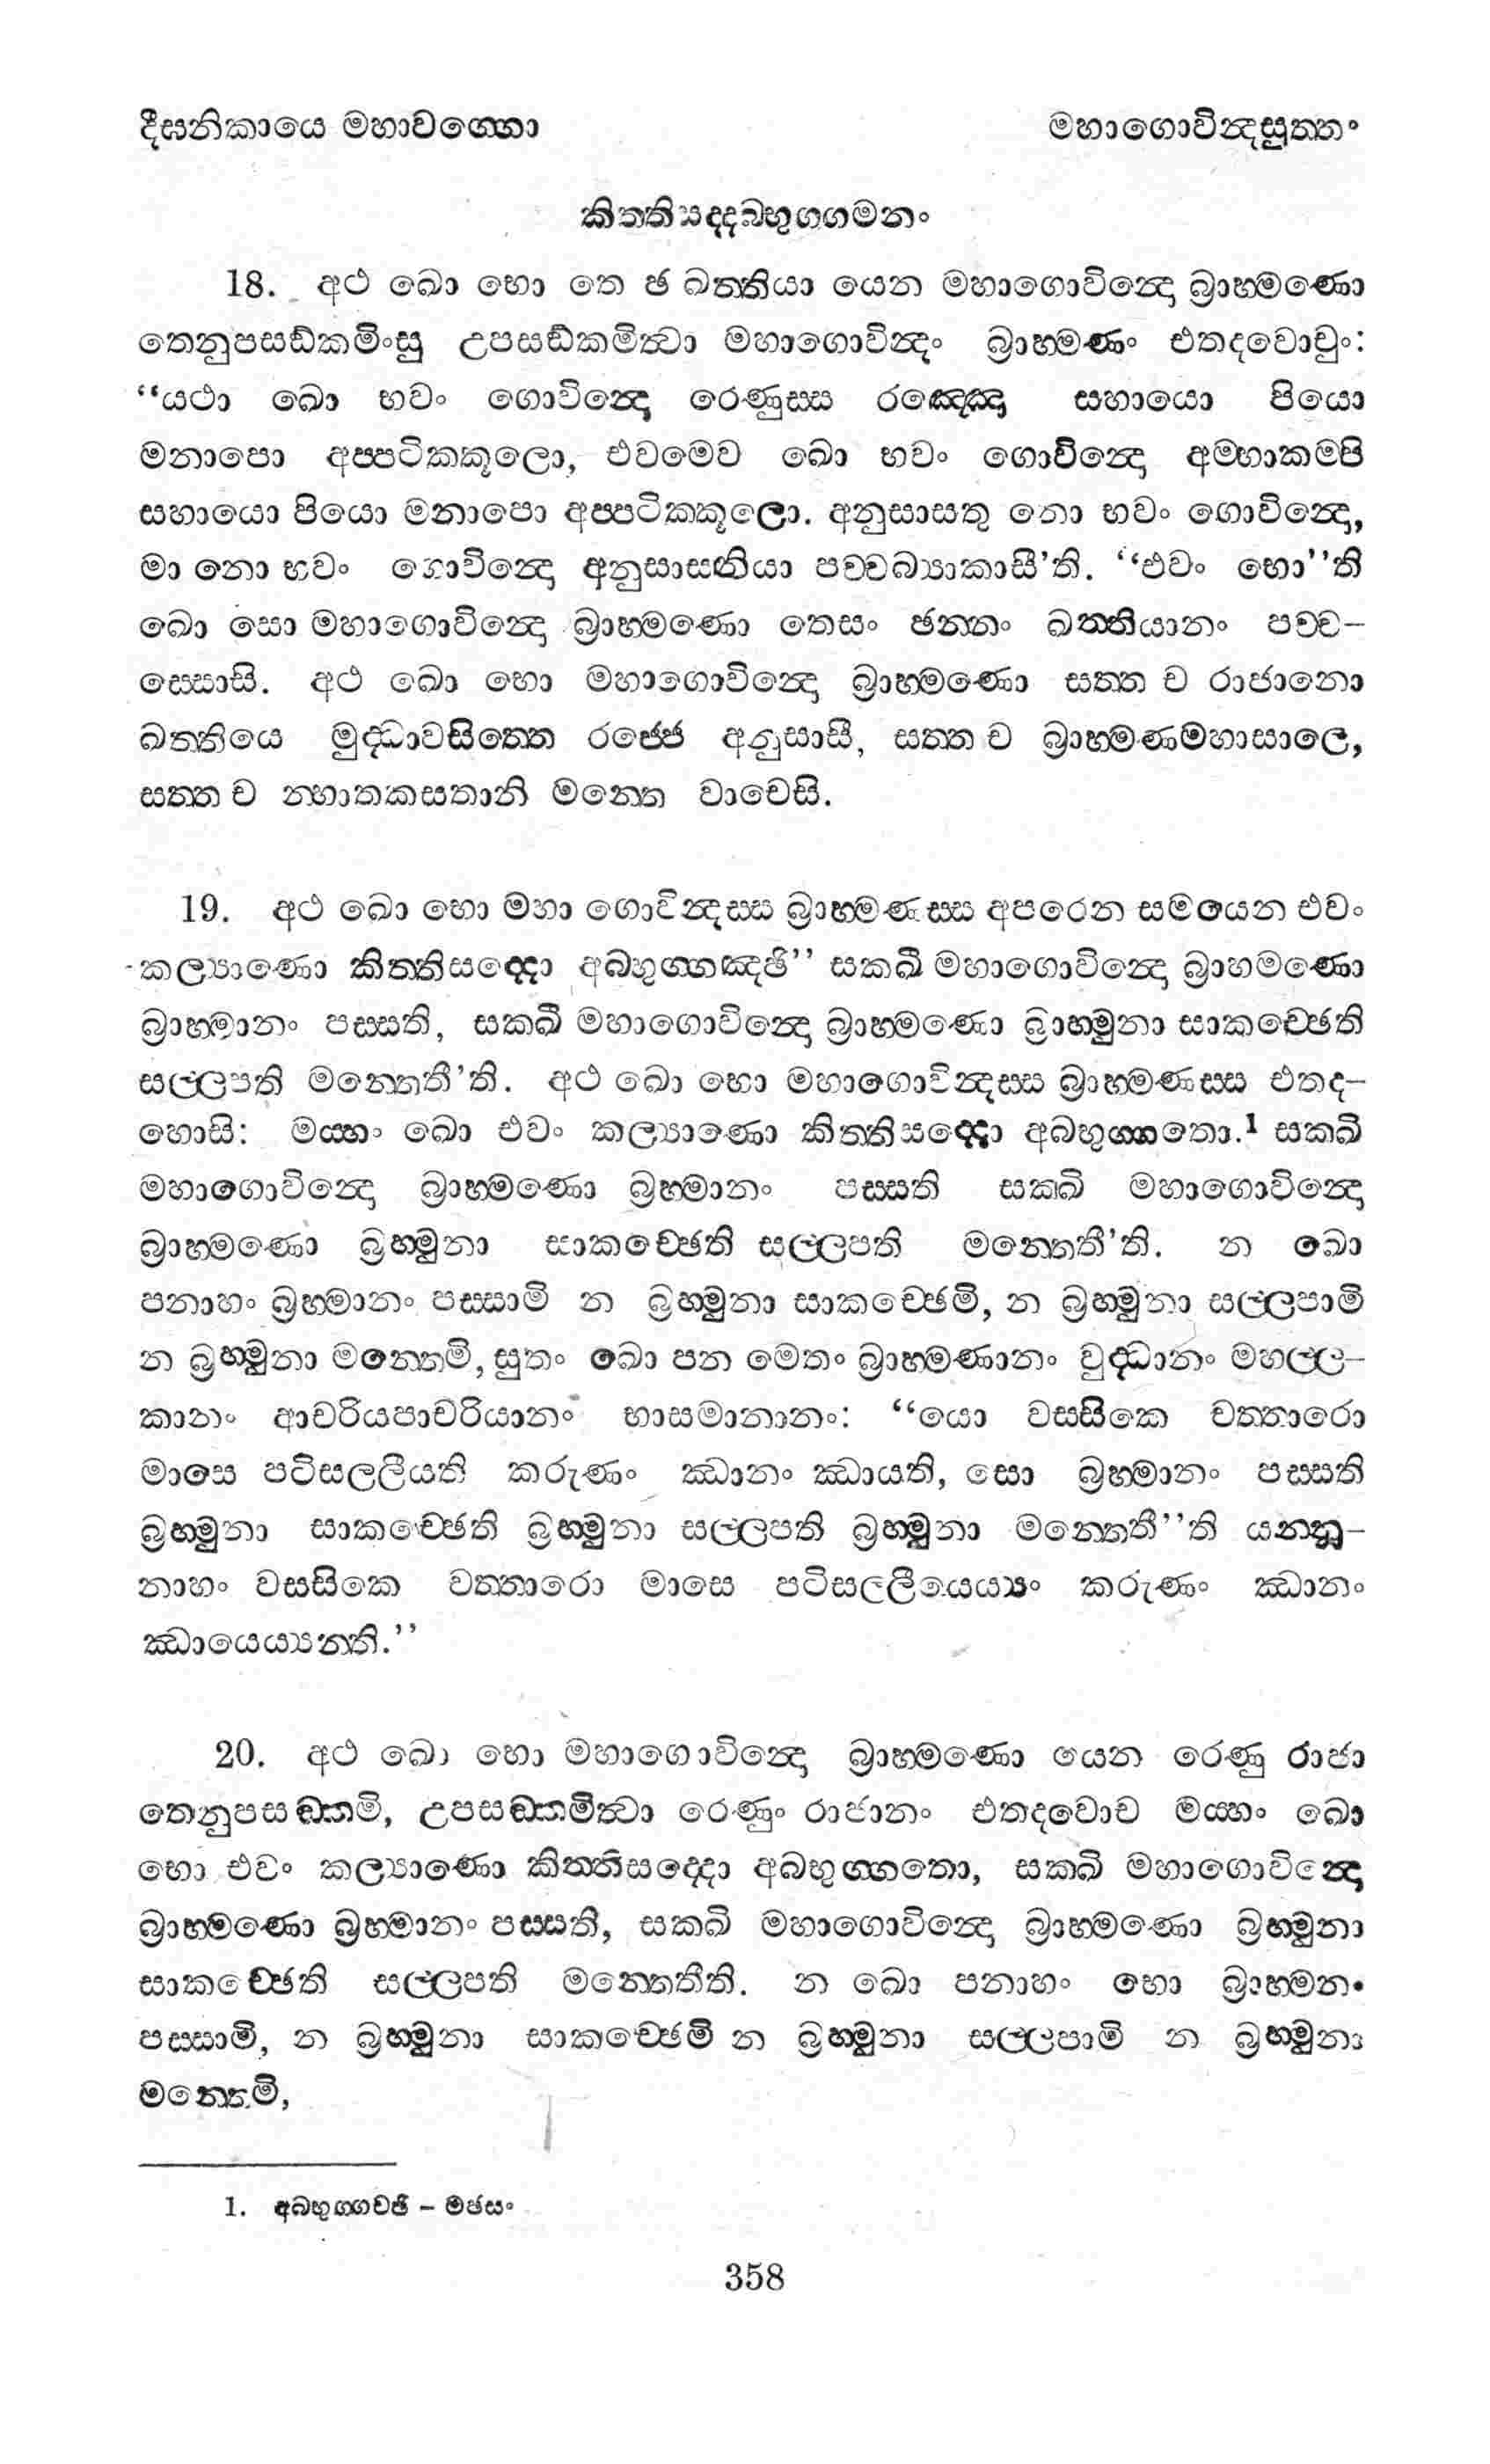 දීඝනිකායෙ මහාවග්ගො
මහාගොවින්දසුත්තං
කිත්තිසද්දබ්භුග්ගමනං
18. අථ ඛො භො තෙ ඡ ඛත්තියා යෙන මහාගොවින්දො බ්‍රාහ්මණො
තෙනුපසඞ්කමිංසු උපසඞ්කමිත්‍වා මහාගොවින්දං බ්‍රාහ්මණං එතදවොචුං:
“යථා ඛො භවං ගොවින්දො රෙණුස්ස රඤ්ඤො සහායො පියො
මනාපො අප්පටික්කූලො, එවමෙව ඛො භවං ගොවින්දො අම්හාකම්පි
සහායො පියො මනාපො අප්පටික්කූලො. අනුසාසතු නො භවං ගොවින්දො,
මා නො භවං ගොවින්දො අනුසාසනියා පච්චබ්‍යාකාසී’ති. “එවං භො”ති
ඛො සො මහාගොවින්දො බ්‍රාහ්මණො තෙසං ඡන්නං ඛත්තියානං පච්ච-
ස්සොසි. අථ ඛො භො මහාගොවින්දො බ්‍රාහ්මණො සත්ත ච රාජානො
ඛත්තියෙ මුද්ධාවසිත්තෙ රජ්ජෙ අනුසාසී, සත්ත ච බ්‍රාහ්මණමහාසාලෙ,
සත්ත ච න්හාතකසතානි මන්තෙ වාචෙසි.
19. අථ ඛො භො මහා ගොවින්දස්ස බ්‍රාහ්මණස්ස අපරෙන සමයෙන එවං
කල්‍යාණො කිත්තිසද්දො අබ්භුග්ගඤ්ඡි” සක්ඛී මහාගොවින්දො බ්‍රාහ්මණො
බ්‍රාහ්මානං පස්සති, සක්ඛී මහාගොවින්දො බ්‍රාහ්මණො බ්‍රාහ්මුනා සාකච්ඡෙති
සල්ලපති මන්තෙතී’ති. අථ ඛො භො මහාගොවින්දස්ස බ්‍රාහ්මණස්ස එතද-
හොසි: මය්හං ඛො එවං කල්‍යාණො කිත්තිසද්දො අබ්භුග්ගතො.¹ සක්ඛි
මහාගොවින්දො බ්‍රාහ්මණො බ්‍රහ්මානං පස්සති සක්ඛි මහාගොවින්දො
බ්‍රාහ්මණො බ්‍රහ්මුනා සාකච්ඡෙති සල්ලපති මන්තෙතී’ති. න ඛො
පනාහං බ්‍රහ්මානං පස්සාමි න බ්‍රහ්මුනා සාකච්ඡෙමි, න බ්‍රහ්මුනා සල්ලපාමි
න බ්‍රහ්මුනා මන්තෙමි, සුතං ඛො පන මෙතං බ්‍රාහ්මණානං වුද්ධානං මහල්ල-
කානං ආචරියපාචරියානං භාසමානානං: “යො වස්සිකෙ චත්තාරො
මාසෙ පටිසල්ලීයති කරුණං ඣානං ඣායති, සො බ්‍රහ්මානං පස්සති
බ්‍රහ්මුනා සාකච්ඡෙති බ්‍රහ්මුනා සල්ලපති බ්‍රහ්මුනා මන්තෙතී”ති යන්නූ-
නාහං වස්සිකෙ චත්තාරො මාසෙ පටිසල්ලීයෙය්‍යං කරුණං ඣානං
ඣායෙය්‍යන්ති.”
20. අථ ඛො භො මහාගොවින්දො බ්‍රාහ්මණො යෙන රෙණු රාජා
තෙනුපසඞ්කමි, උපසඞ්කමිත්‍වා රෙණුං රාජානං එතදවොච මය්හං ඛො
භො එවං කල්‍යාණො කිත්තිසද්දො අබ්භුග්ගතො, සක්ඛි මහාගොවින්දො
බ්‍රාහ්මණො බ්‍රහ්මානං පස්සති, සක්ඛි මහාගොවින්දො බ්‍රාහ්මණො බ්‍රහ්මුනා
සාකච්ඡෙති සල්ලපති මන්තෙතීති. න ඛො පනාහං භො බ්‍රාහ්මනං
පස්සාමි, න බ්‍රහ්මුනා සාකච්ඡෙමි න බ්‍රහ්මුනා සල්ලපාමි න බ්‍රහ්මුනා
මන්තෙමි,
1. අබ්භුග්ගච්ඡි – මඡසං
358